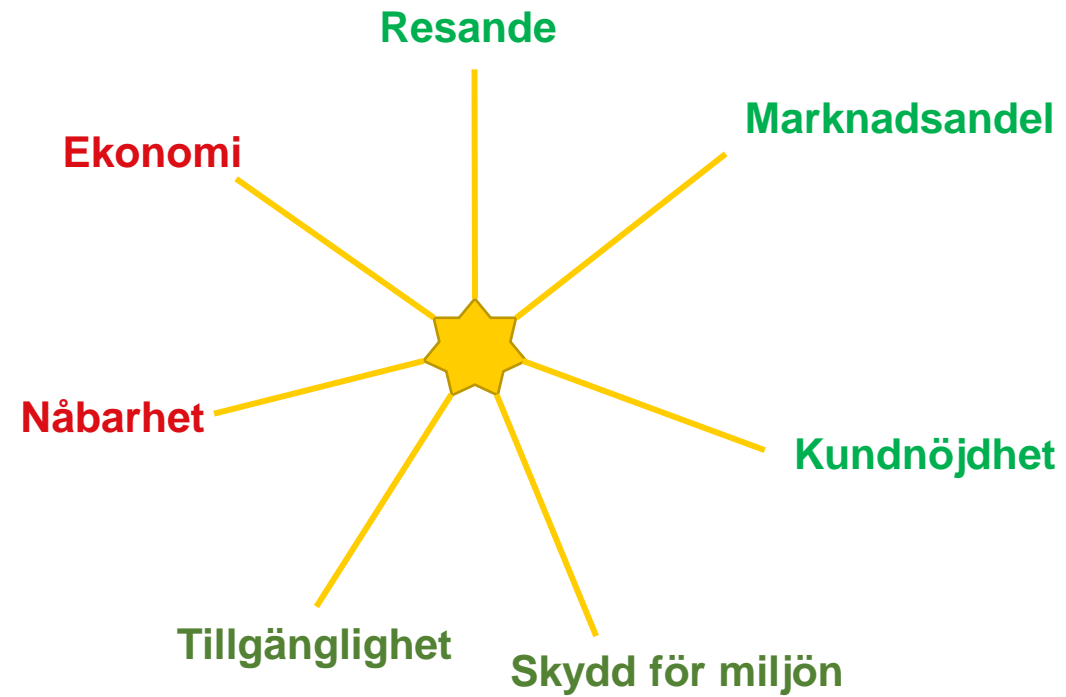 Resande
Marknadsandel
Ekonomi
Nåbarhet
Kundnöjdhet
Tillgänglighet
Skydd för miljön